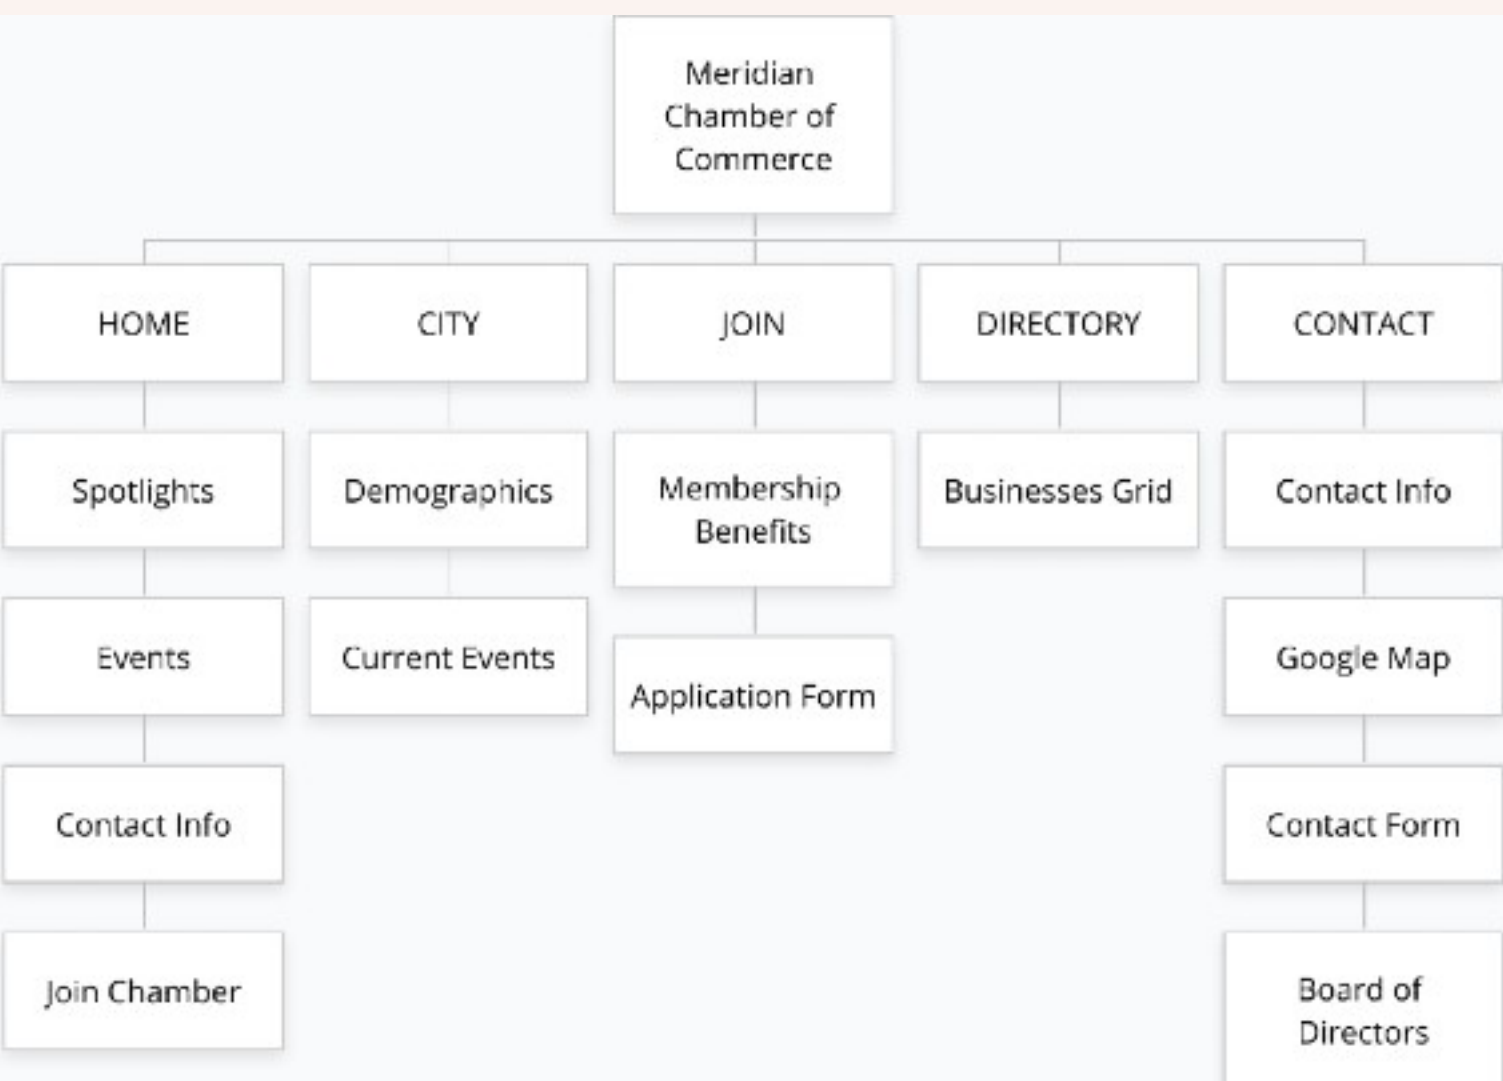 Meridian
Chamber of
Commerce
HOME
CITY
JOIN
DIRECTORY
CONTACT
Spotlights
Demographics
Membership
Benefits
Businesses Grid
Contact Info
Events
Current Events
Application Form
Google Map
Contact Info
Contact Form
Join Chamber
Board of
Directors